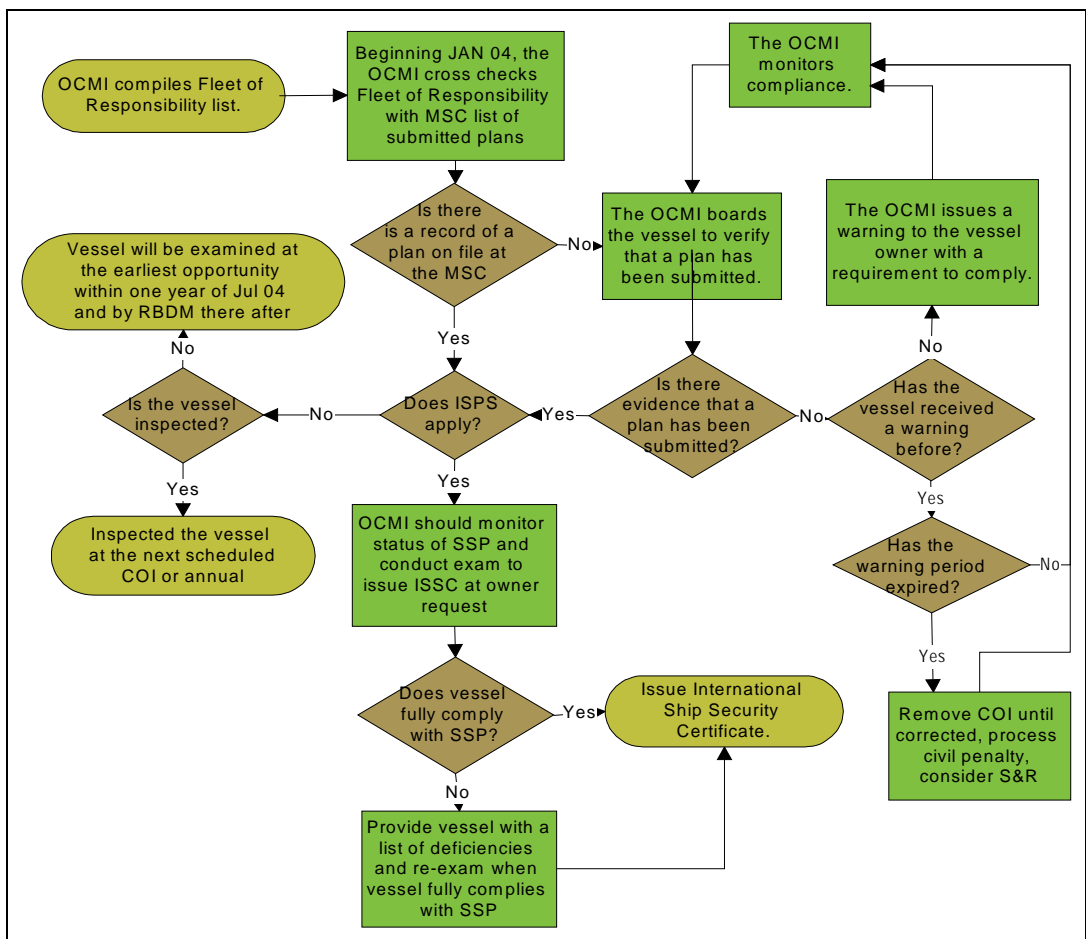 OCMI compiles Fleet of
Responsibility list.
Beginning JAN 04, the
OCMI cross checks
Fleet of Responsibility
with MSC list of
submitted plans
The OCMI
monitors
compliance.
Is there
is a record of a
plan on file at
the MSC
No
The OCMI boards
the vessel to verify
that a plan has
been submitted.
The OCMI issues a
warning to the vessel
owner with a
requirement to comply.
Vessel will be examined at
the earliest opportunity
within one year of Jul 04
and by RBDM there after
Yes
No
No
Is the vessel
inspected?
No
Does ISPS
apply?
Yes
Is there
evidence that a
plan has been
submitted?
No
Has the
vessel received
a warning
before?
Yes
Yes
Yes
Inspected the vessel
at the next scheduled
COI or annual
OCMI should monitor
status of SSP and
conduct exam to
issue ISSC at owner
request
Has the
warning period
expired?
No
Yes
Does vessel
fully comply
with SSP?
Yes
Issue International
Ship Security
Certificate.
Remove COI until
corrected, process
civil penalty,
consider S&R
No
Provide vessel with a
list of deficiencies
and re-exam when
vessel fully complies
with SSP